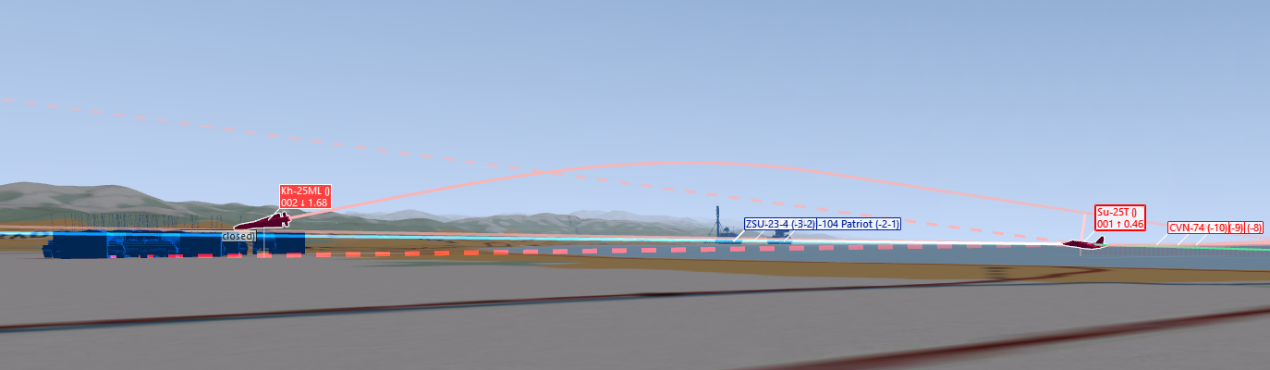 Kh-25ML ()
002 ↓ 1.68
closed]
ZSU-23-4 (-3-2)
-104 Patriot (-2-1)
Su-25T ()
001 ↑ 0.46
CVN-74 (-10)
(-9)
(-8)